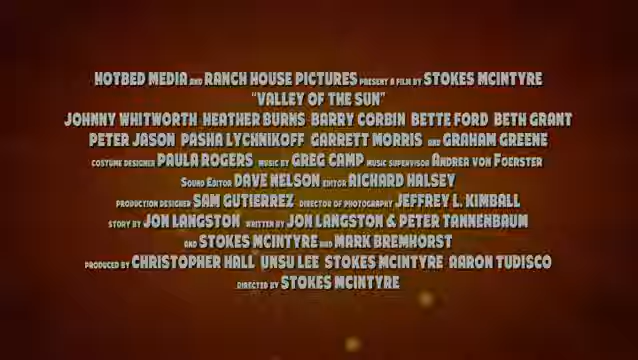 HOTBED MEDIA AND RANCH HOUSE PICTURES PRESENT A FILM BY STOKES MCINTYRE
"VALLEY OF THE SUN"
JOHNNY WHITWORTH HEATHER BURNS BARRY CORBIN BETTE FORD BETH GRANT
PETER JASON PASHA LYCHNIKOFF GARRETT MORRIS AND GRAHAM GREENE
COSTUME DESIGNER PAULA ROGERS MUSIC BY GREG CAMP MUSIC SUPERVISOR ANDREA VON FOERSTER
SOUND EDITOR DAVE NELSON EDITOR RICHARD HALSEY
PRODUCTION DESIGNER SAM GUTIERREZ DIRECTOR OF PHOTOGRAPHY JEFFREY L. KIMBALL
STORY BY JON LANGSTON WRITTEN BY JON LANGSTON & PETER TANNENBAUM
AND STOKES MCINTYRE AND MARK BREMHORST
PRODUCED BY CHRISTOPHER HALL UNSU LEE STOKES MCINTYRE AARON TUDISCO
DIRECTED BY STOKES MCINTYRE